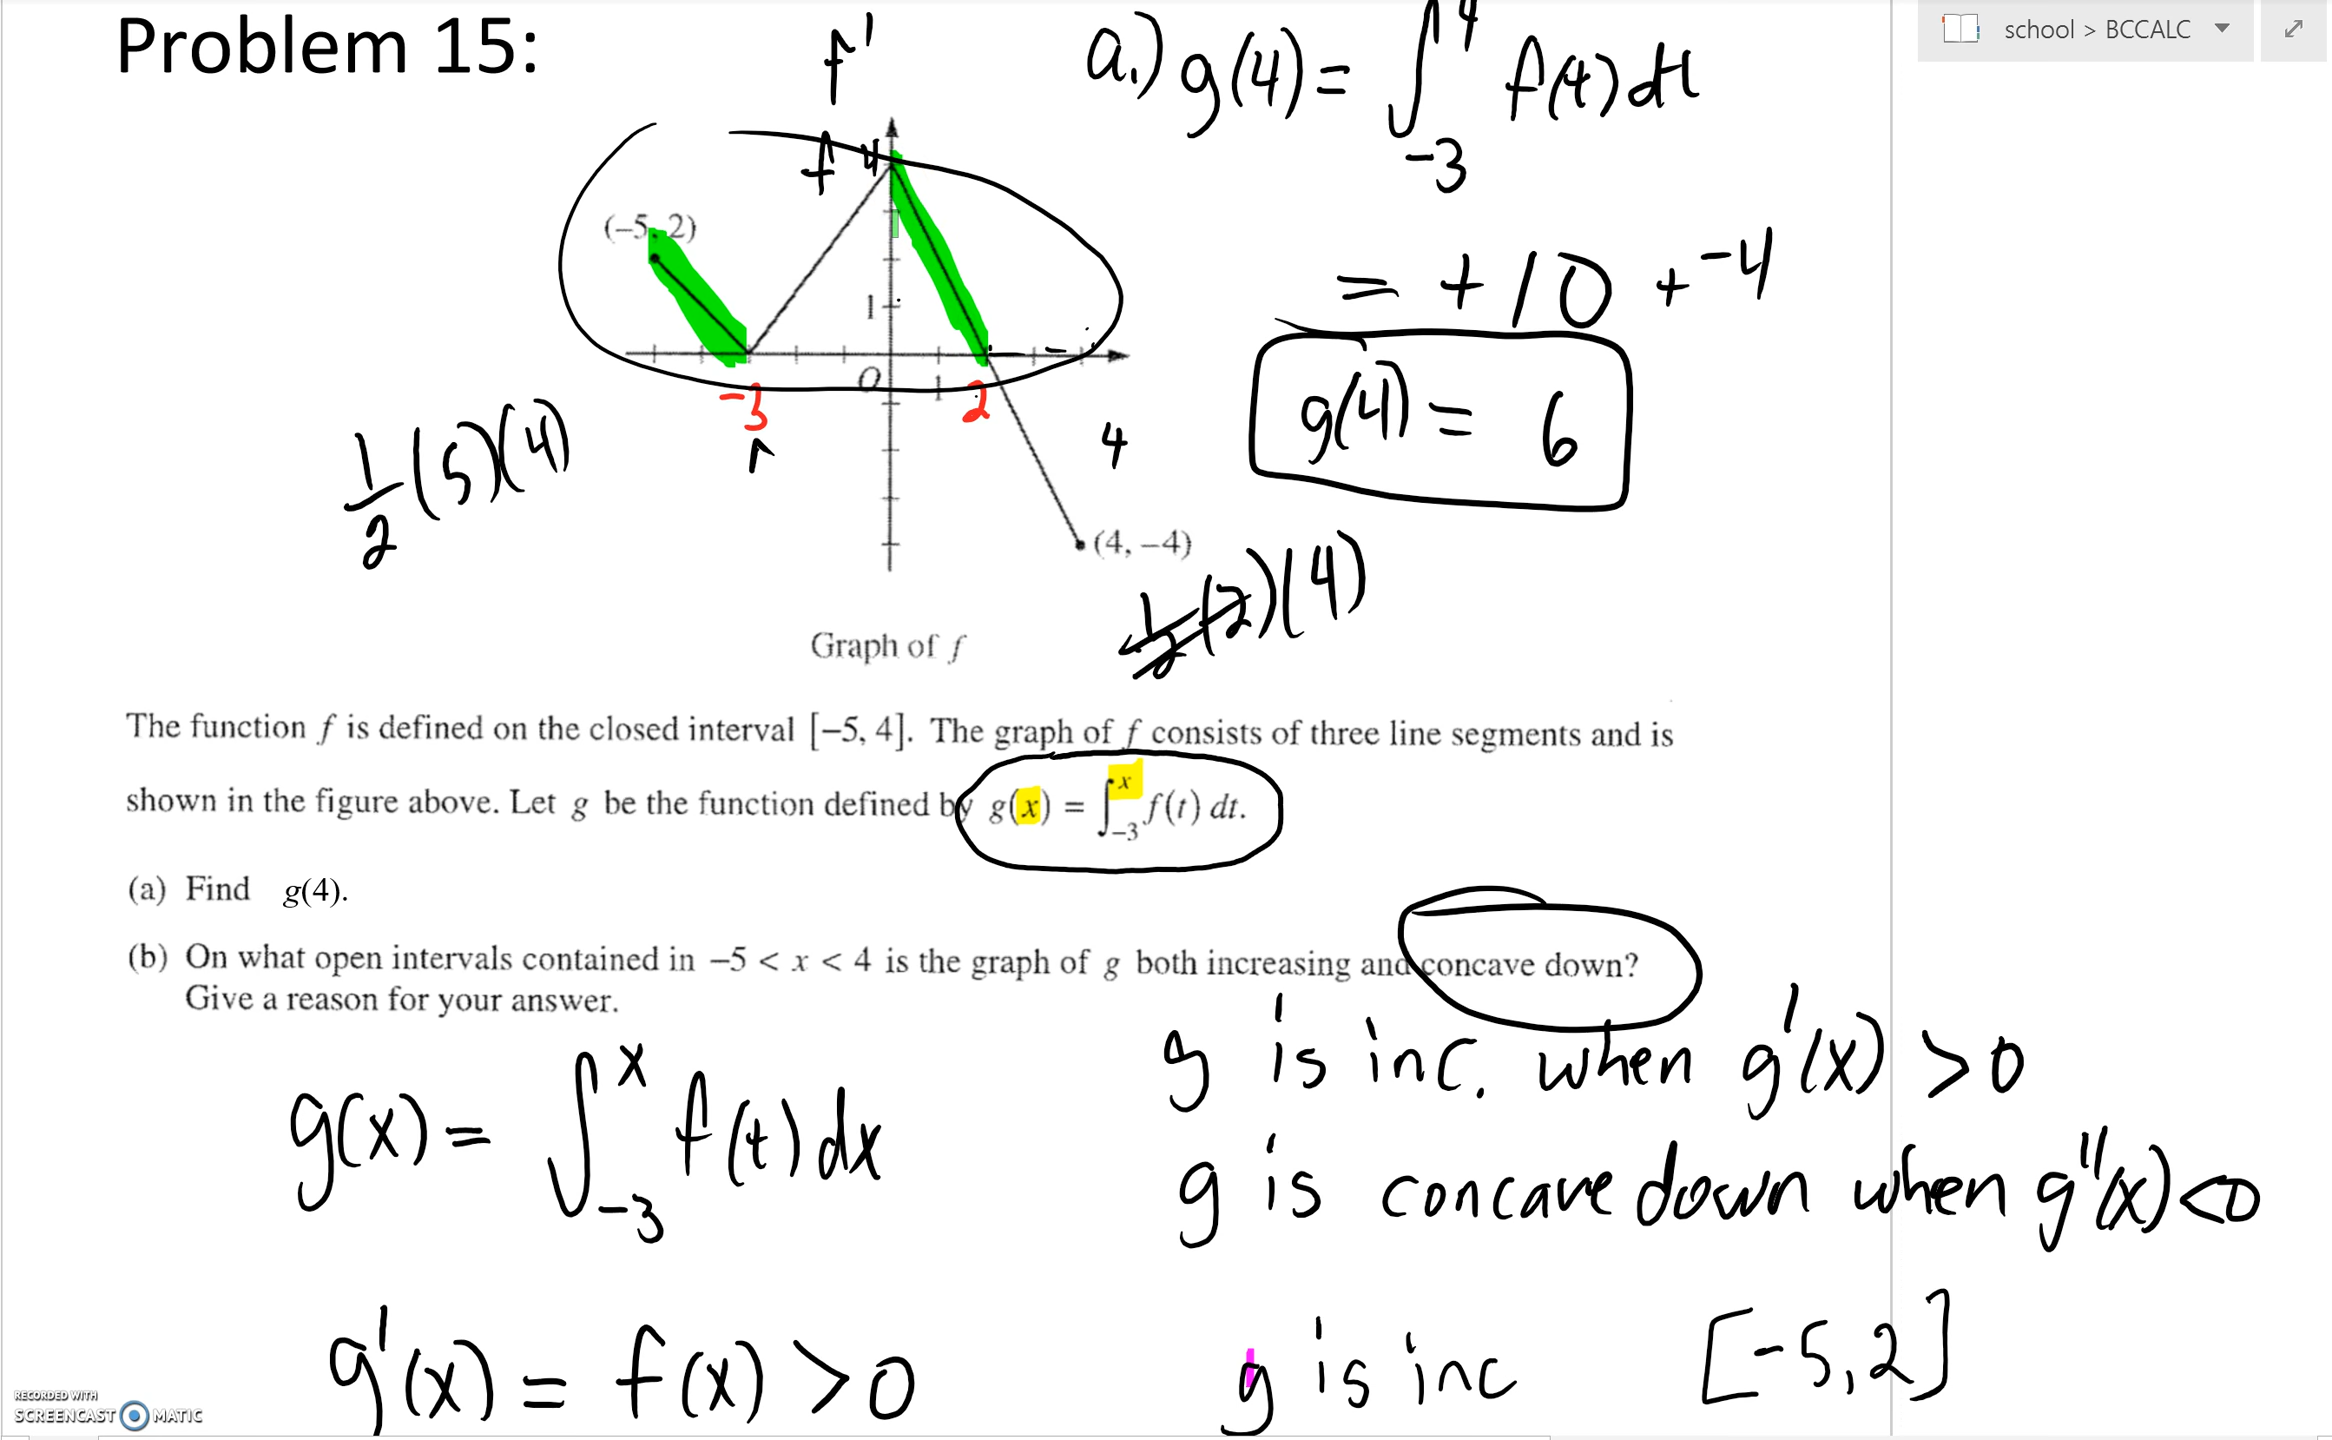 Problem 15:
school > BCCALC
f'
a.) g(4) = ∫₋₃⁴ f(t) dt
f
4
(–5, 2)
1
O
1
-3
2
4
(4, –4)
= +10 + -4
g(4) = 6
1/2 (5)(4)
1/2 (2)(4)
Graph of f
The function f is defined on the closed interval [–5, 4]. The graph of f consists of three line segments and is
shown in the figure above. Let g be the function defined by g(x) = ∫₋₃ˣ f(t) dt.
(a) Find g(4).
(b) On what open intervals contained in –5 < x < 4 is the graph of g both increasing and concave down?
Give a reason for your answer.
g(x) = ∫₋₃ˣ f(t) dx
g is inc. when g'(x) > 0
g is concave down when g''(x) < 0
g'(x) = f(x) > 0
g is inc [-5, 2]
RECORDED WITH
SCREENCAST MATIC